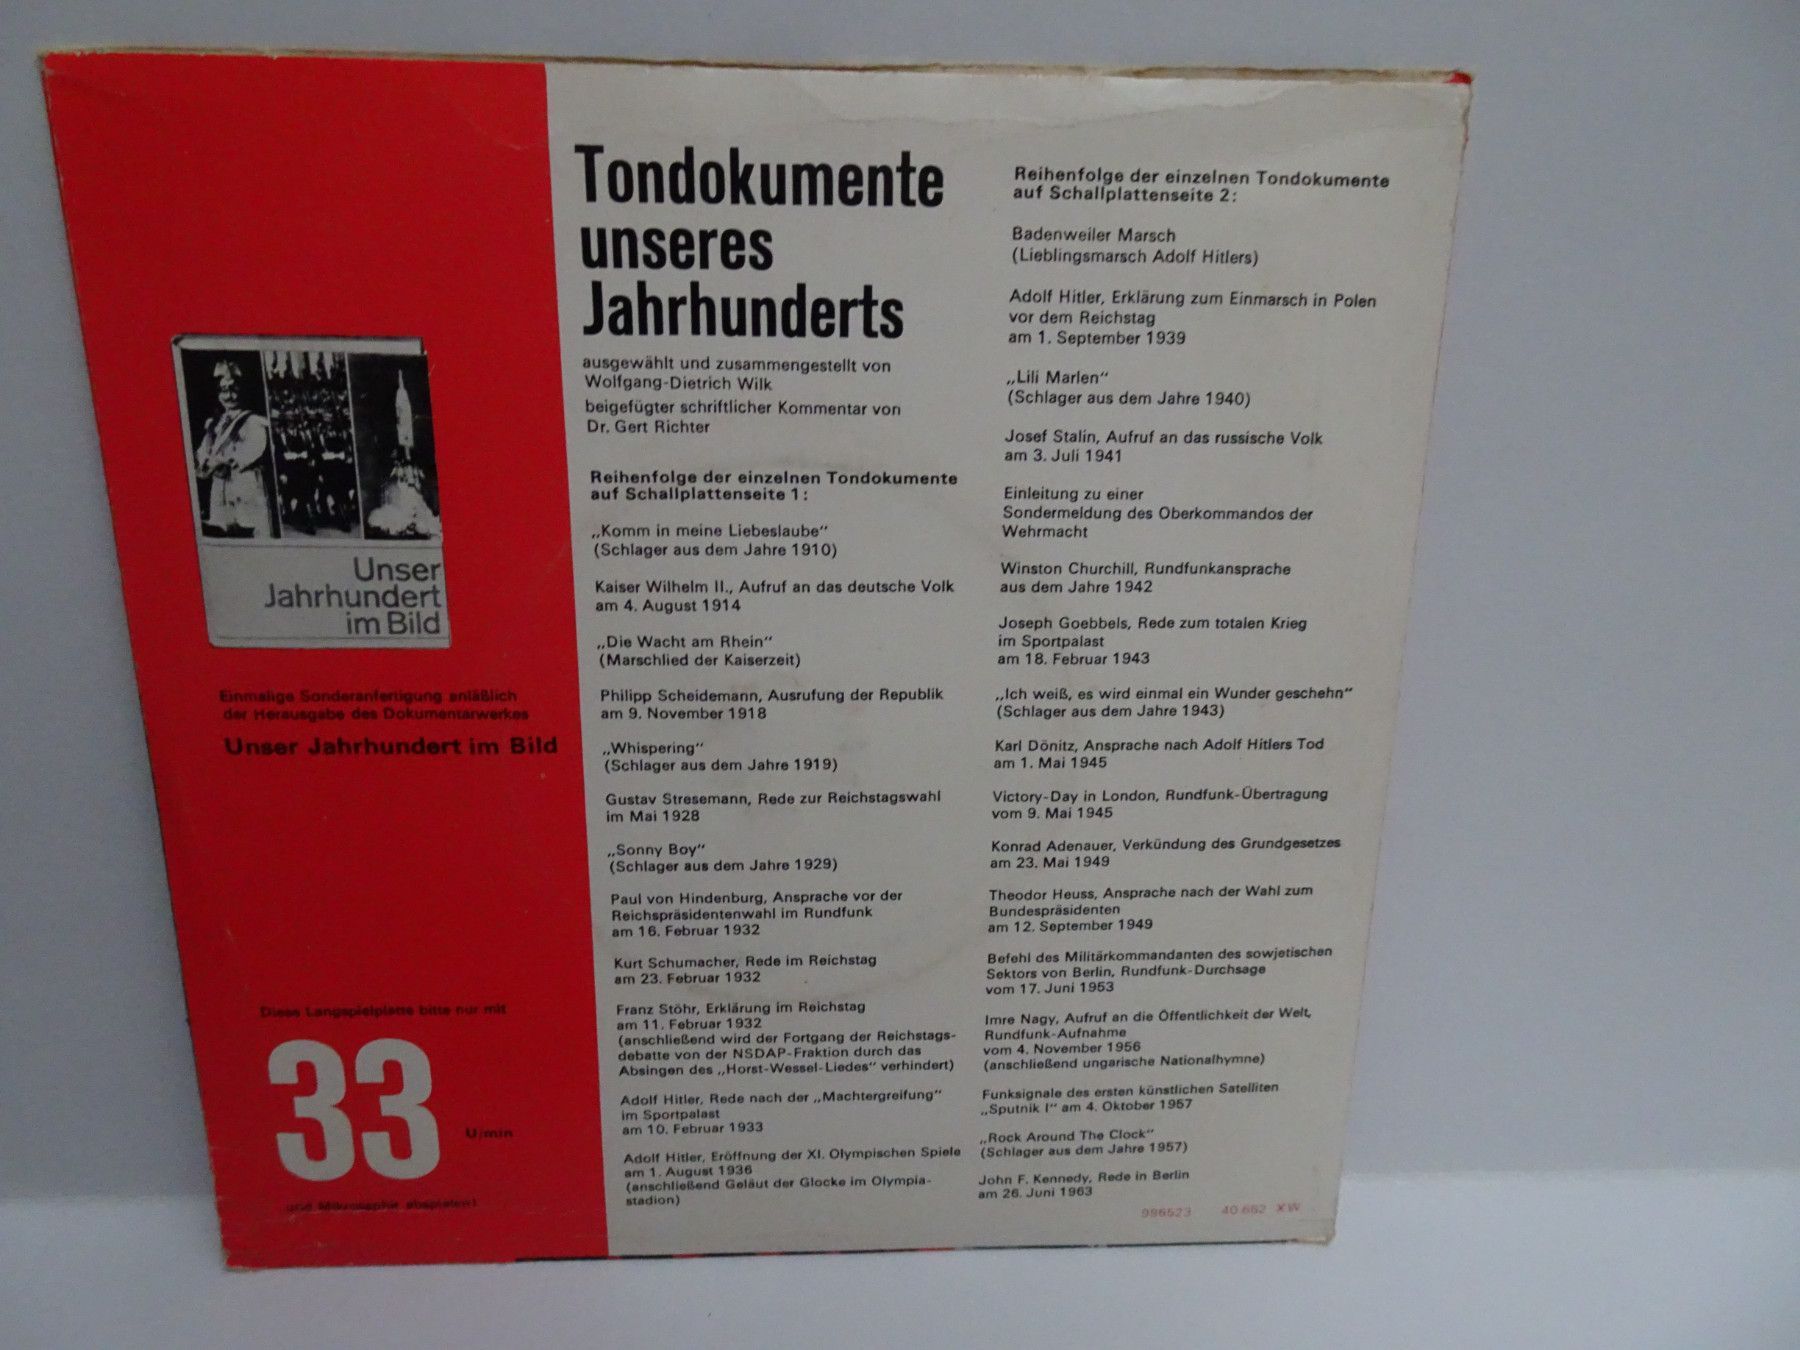 Unser
Jahrhundert
im Bild
Einmalige Sonderanfertigung anläßlich
der Herausgabe des Dokumentarwerkes
Unser Jahrhundert im Bild
Diese Langspielplatte bitte nur mit
33
U/min
und Mikrosaphir abspielen!
Tondokumente
unseres
Jahrhunderts
ausgewählt und zusammengestellt von
Wolfgang-Dietrich Wilk
beigefügter schriftlicher Kommentar von
Dr. Gert Richter
Reihenfolge der einzelnen Tondokumente
auf Schallplattenseite 1:
„Komm in meine Liebeslaube“
(Schlager aus dem Jahre 1910)
Kaiser Wilhelm II., Aufruf an das deutsche Volk
am 4. August 1914
„Die Wacht am Rhein“
(Marschlied der Kaiserzeit)
Philipp Scheidemann, Ausrufung der Republik
am 9. November 1918
„Whispering“
(Schlager aus dem Jahre 1919)
Gustav Stresemann, Rede zur Reichstagswahl
im Mai 1928
„Sonny Boy“
(Schlager aus dem Jahre 1929)
Paul von Hindenburg, Ansprache vor der
Reichspräsidentenwahl im Rundfunk
am 16. Februar 1932
Kurt Schumacher, Rede im Reichstag
am 23. Februar 1932
Franz Stöhr, Erklärung im Reichstag
am 11. Februar 1932
(anschließend wird der Fortgang der Reichstags-
debatte von der NSDAP-Fraktion durch das
Absingen des „Horst-Wessel-Liedes“ verhindert)
Adolf Hitler, Rede nach der „Machtergreifung“
im Sportpalast
am 10. Februar 1933
Adolf Hitler, Eröffnung der XI. Olympischen Spiele
am 1. August 1936
(anschließend Geläut der Glocke im Olympia-
stadion)
Reihenfolge der einzelnen Tondokumente
auf Schallplattenseite 2:
Badenweiler Marsch
(Lieblingsmarsch Adolf Hitlers)
Adolf Hitler, Erklärung zum Einmarsch in Polen
vor dem Reichstag
am 1. September 1939
„Lili Marlen“
(Schlager aus dem Jahre 1940)
Josef Stalin, Aufruf an das russische Volk
am 3. Juli 1941
Einleitung zu einer
Sondermeldung des Oberkommandos der
Wehrmacht
Winston Churchill, Rundfunkansprache
aus dem Jahre 1942
Joseph Goebbels, Rede zum totalen Krieg
im Sportpalast
am 18. Februar 1943
„Ich weiß, es wird einmal ein Wunder geschehn“
(Schlager aus dem Jahre 1943)
Karl Dönitz, Ansprache nach Adolf Hitlers Tod
am 1. Mai 1945
Victory-Day in London, Rundfunk-Übertragung
vom 9. Mai 1945
Konrad Adenauer, Verkündung des Grundgesetzes
am 23. Mai 1949
Theodor Heuss, Ansprache nach der Wahl zum
Bundespräsidenten
am 12. September 1949
Befehl des Militärkommandanten des sowjetischen
Sektors von Berlin, Rundfunk-Durchsage
vom 17. Juni 1953
Imre Nagy, Aufruf an die Öffentlichkeit der Welt,
Rundfunk-Aufnahme
vom 4. November 1956
(anschließend ungarische Nationalhymne)
Funksignale des ersten künstlichen Satelliten
„Sputnik I“ am 4. Oktober 1957
„Rock Around The Clock“
(Schlager aus dem Jahre 1957)
John F. Kennedy, Rede in Berlin
am 26. Juni 1963
986523 40.662 XW